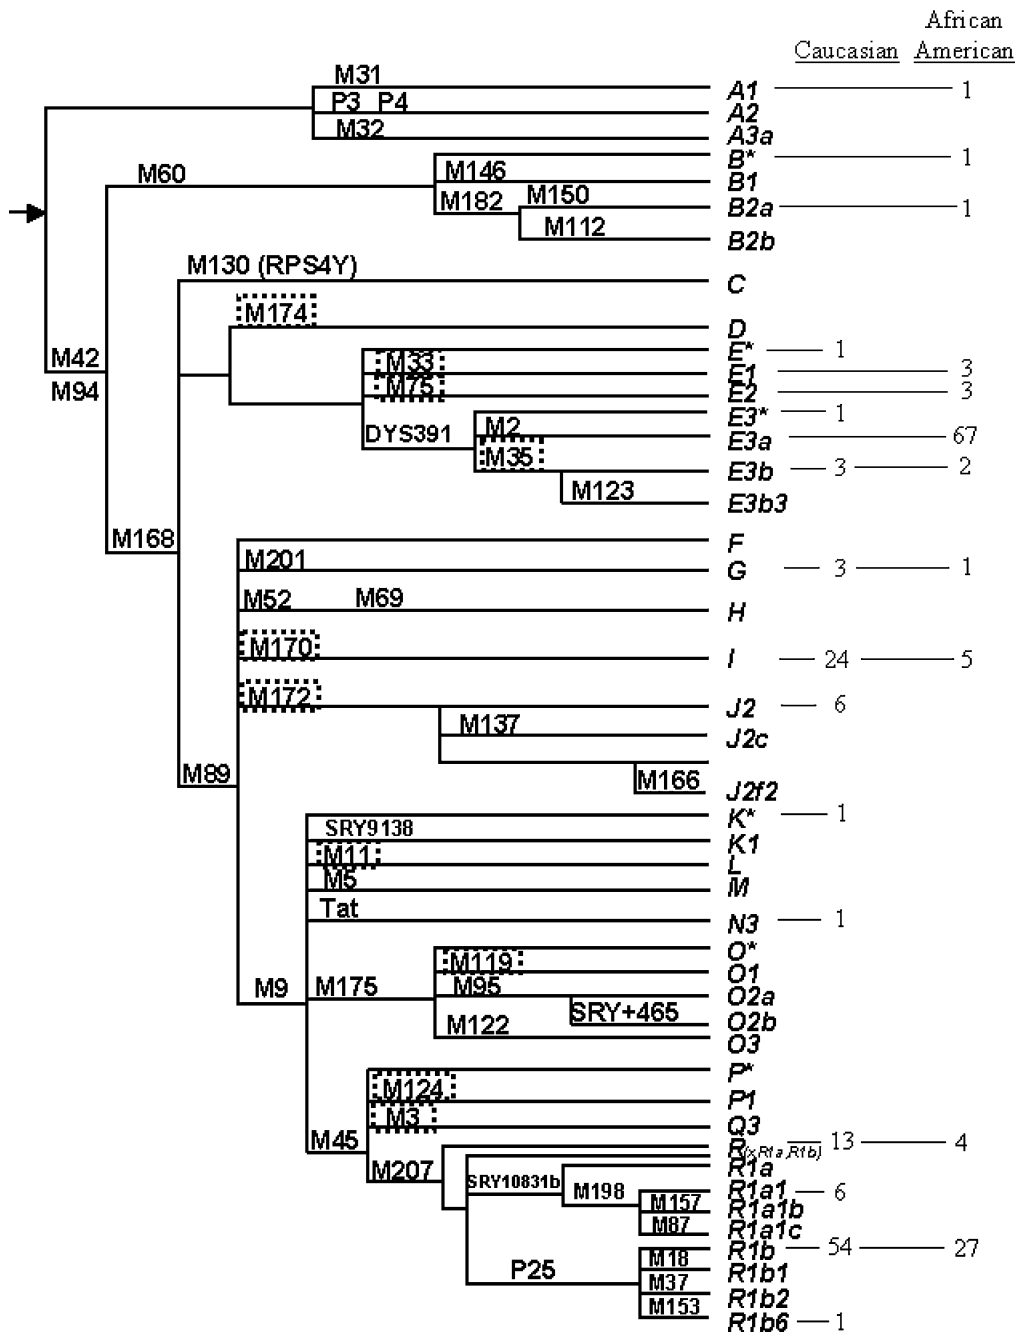 African
Caucasian American
M31
A1 1
P3 P4
A2
M32
A3a
B* 1
M146
M60
B1
M182 M150
B2a 1
M112
B2b
M130 (RPS4Y)
C
M174
D
M42
E* 1
M33
E1 3
M94
M75
E2 3
E3* 1
DYS391 M2
E3a 67
M35
E3b 3 2
M123
E3b3
M168
F
M201
G 3 1
M52 M69
H
M170
I 24 5
M172
J2 6
M137
J2c
M89
M166
J2f2
K* 1
SRY9138
K1
M11
L
M5
M
Tat
N3 1
O*
M119
O1
M9 M175 M95
O2a
SRY+465
O2b
M122
O3
P*
M124
P1
M3
Q3
M45
R(xR1a,R1b) 13 4
M207
R1a
SRY10831b M198
R1a1 6
M157
R1a1b
M87
R1a1c
R1b 54 27
M18
P25
R1b1
M37
R1b2
M153
R1b6 1